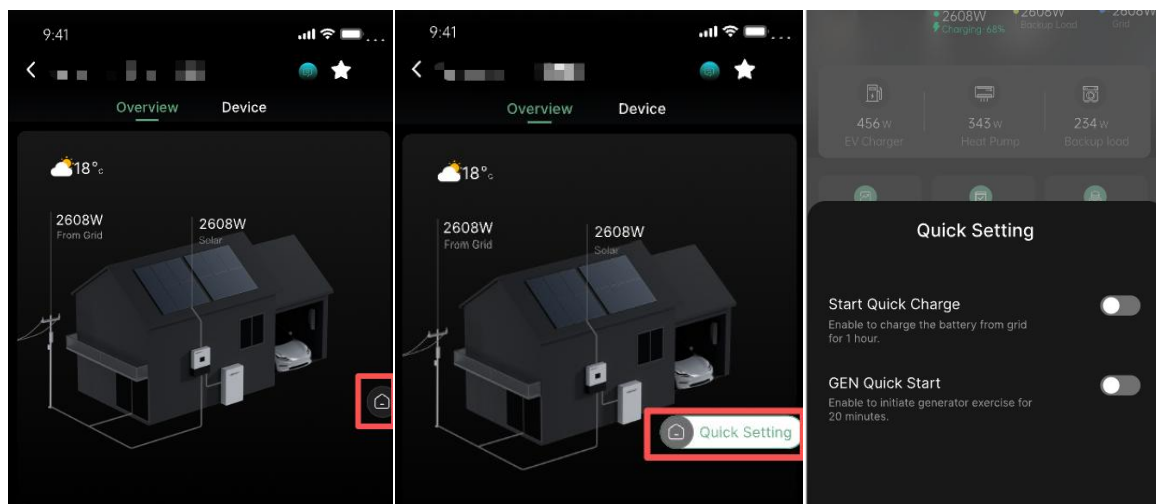 9:41
Overview
Device
18°c
2608W
From Grid
2608W
Solar
9:41
Overview
Device
18°c
2608W
From Grid
2608W
Solar
Quick Setting
2608W
Charging: 68%
2608W
Backup Load
2608W
Grid
456 W
EV Charger
343 W
Heat Pump
234 W
Backup load
Quick Setting
Start Quick Charge
Enable to charge the battery from grid
for 1 hour.
GEN Quick Start
Enable to initiate generator exercise for
20 minutes.